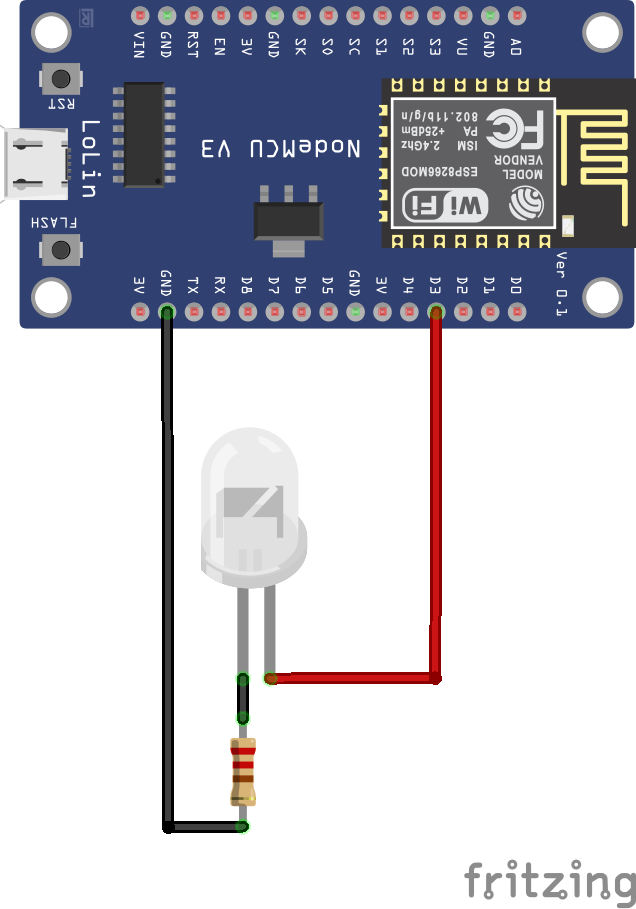 VIN GND RST EN 3V GND SK SO SC S1 S2 S3 VU GND AO
RST
LoLin
FLASH
NodeMCU V3
MODEL
VENDOR
ESP8266MOD
ISM 2.4GHz
PA +25dBm
802.11b/g/n
FC
WiFi
Ver 0.1
3V GND TX RX D8 D7 D6 D5 GND 3V D4 D3 D2 D1 D0
fritzing